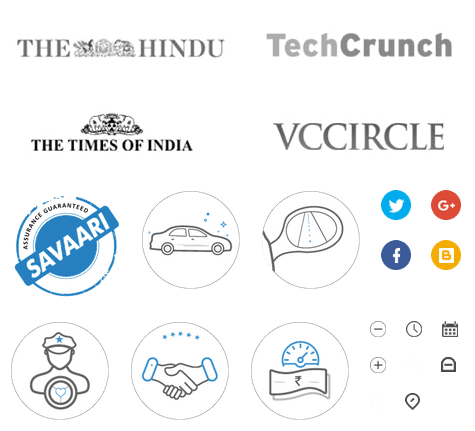 THE HINDU
TechCrunch
THE TIMES OF INDIA
VCCIRCLE
ASSURANCE GUARANTEED
SAVAARI
G+
f
B
₹